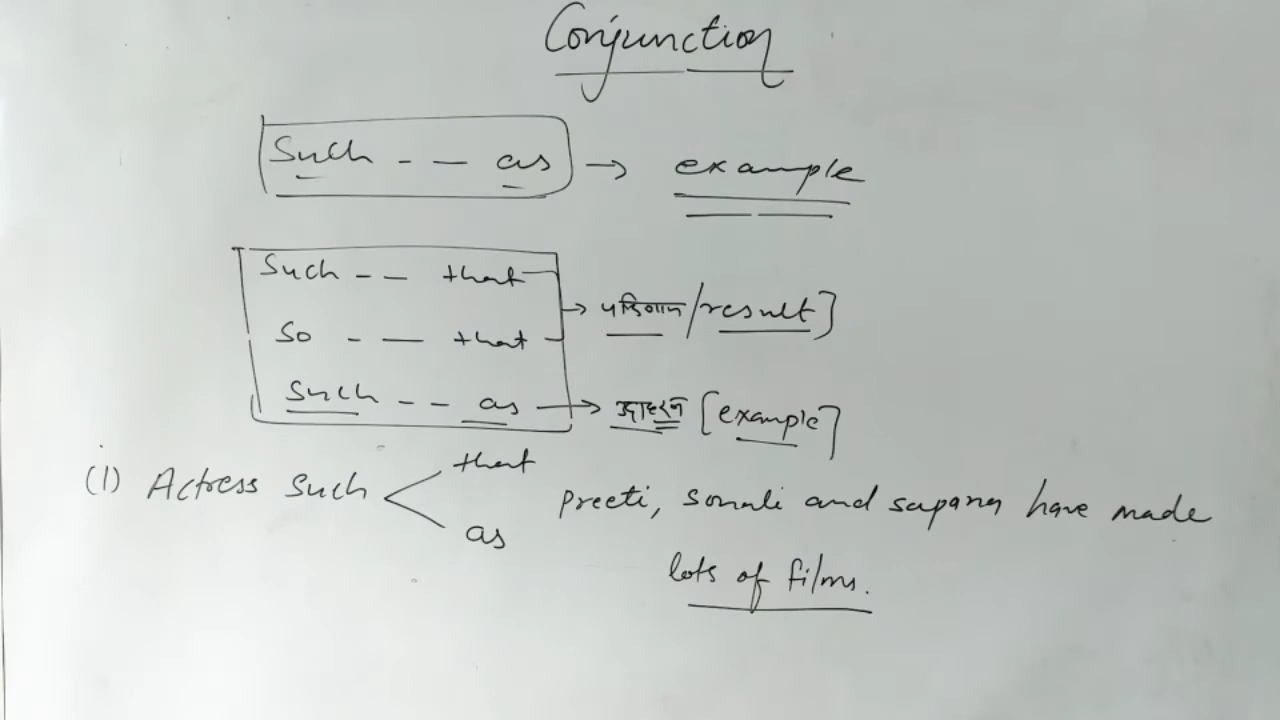 Conjunction
Such - - as → example
Such - - that
So - - that → परिणाम/result]
Such - - as → उदाहरण [example]
(1) Actress such < that / as Preeti, sonali and sapana have made
lots of films.